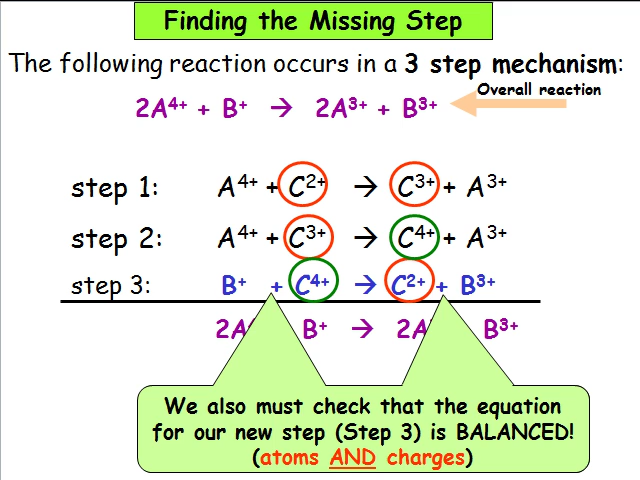 Finding the Missing Step
The following reaction occurs in a 3 step mechanism:
Overall reaction
2A⁴⁺ + B⁺ → 2A³⁺ + B³⁺
step 1: A⁴⁺ + C²⁺ → C³⁺ + A³⁺
step 2: A⁴⁺ + C³⁺ → C⁴⁺ + A³⁺
step 3: B⁺ + C⁴⁺ → C²⁺ + B³⁺
2A B⁺ → 2A B³⁺
We also must check that the equation
for our new step (Step 3) is BALANCED!
(atoms AND charges)